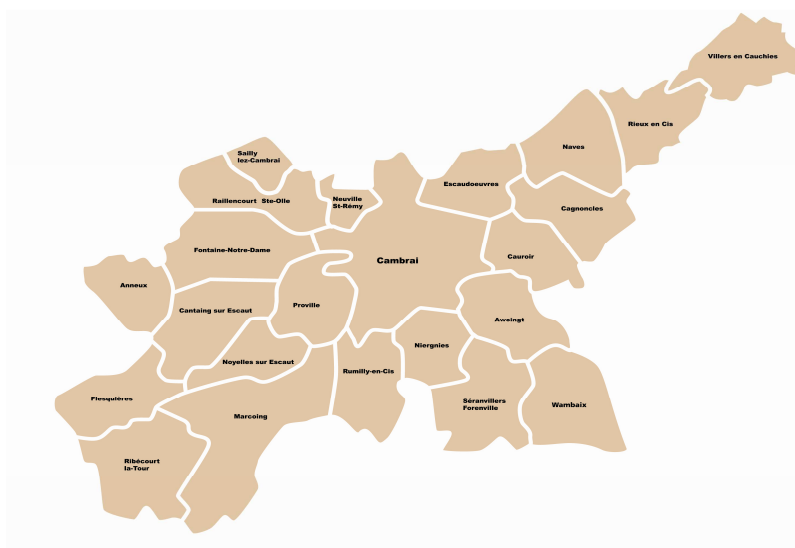 Villers en Cauchies
Rieux en Cis
Naves
Sailly
lez-Cambrai
Escaudoeuvres
Raillencourt Ste-Olle
Neuville
St-Rémy
Cagnoncles
Fontaine-Notre-Dame
Cauroir
Cambrai
Anneux
Proville
Cantaing sur Escaut
Awoingt
Niergnies
Noyelles sur Escaut
Rumilly-en-Cis
Flesquières
Séranvillers
Forenville
Wambaix
Marcoing
Ribécourt
la-Tour